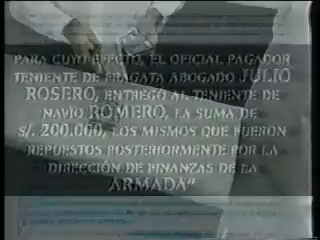 PARA CUYO EFECTO, EL OFICIAL PAGADOR
TENIENTE DE FRAGATA ABOGADO JULIO
ROSERO, ENTREGÓ AL TENIENTE DE
NAVÍO ROMERO, LA SUMA DE
S/. 200.000, LOS MISMOS QUE FUERON
REPUESTOS POSTERIORMENTE POR LA
DIRECCIÓN DE FINANZAS DE LA
ARMADA"